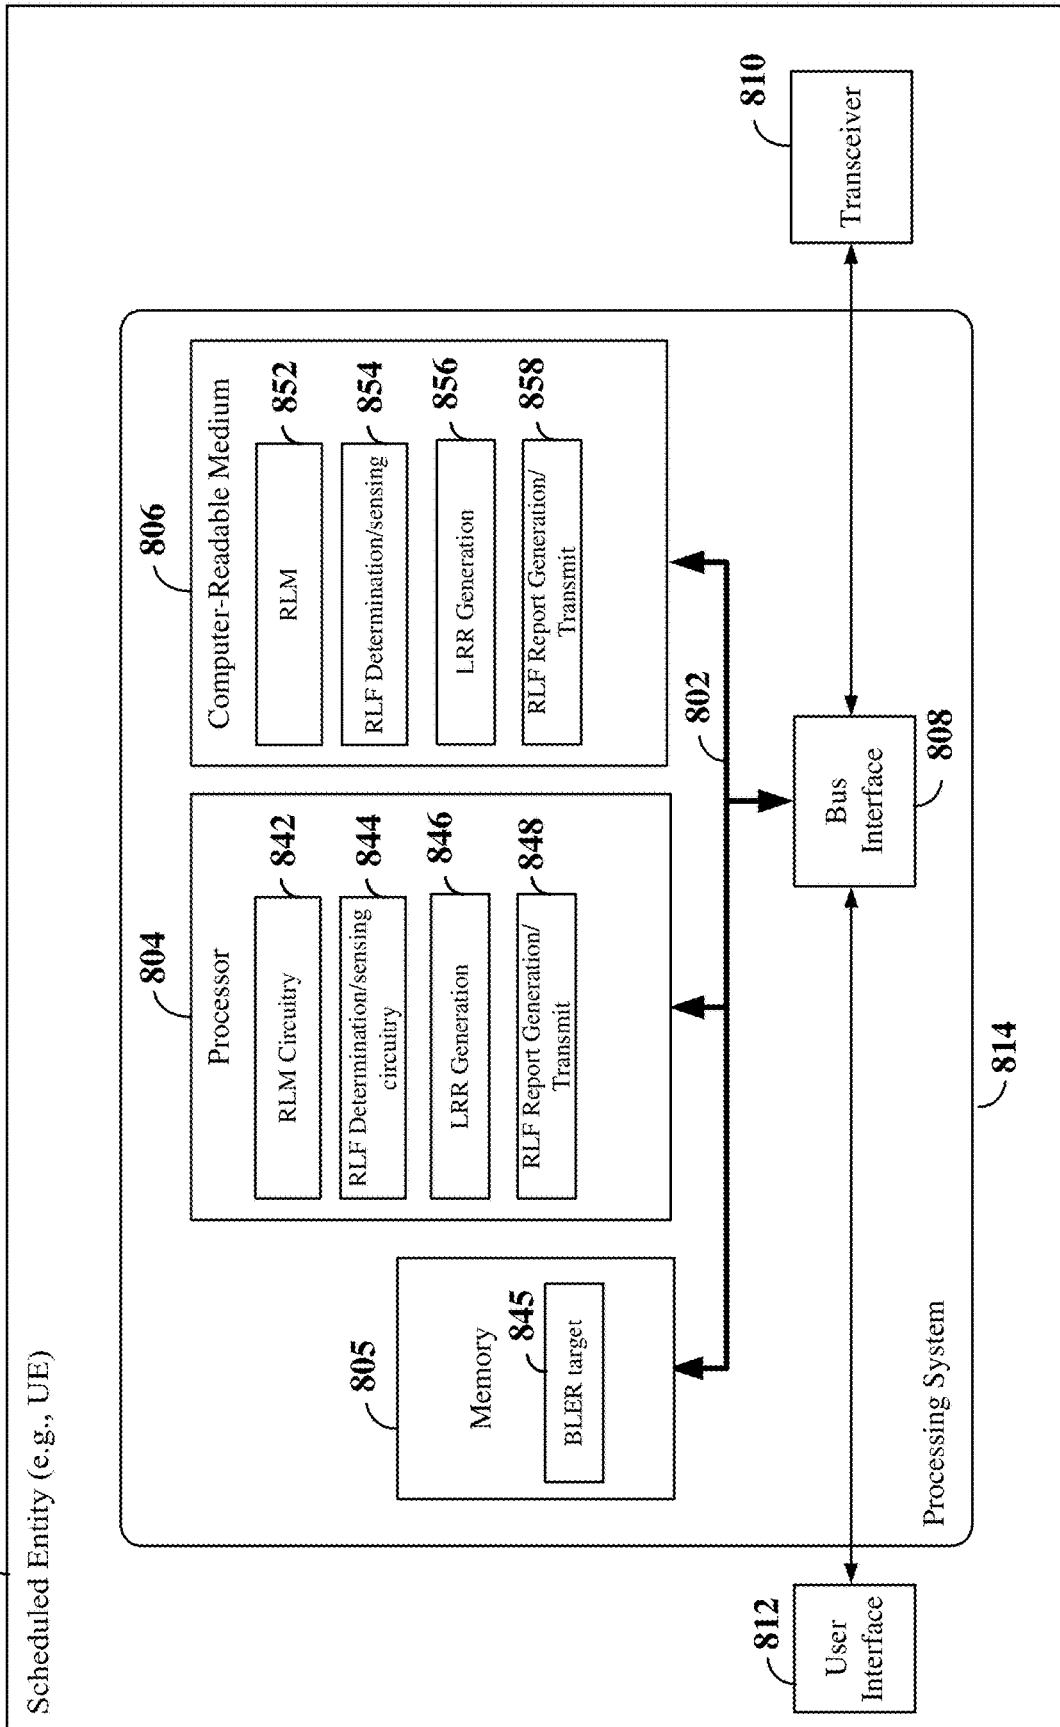 Scheduled Entity (e.g., UE)
804
806
Processor
Computer-Readable Medium
842
852
RLM Circuitry
RLM
844
854
RLF Determination/sensing
circuitry
RLF Determination/sensing
805
Memory
846
856
LRR Generation
LRR Generation
845
BLER target
848
858
RLF Report Generation/
Transmit
RLF Report Generation/
Transmit
802
812
User
Interface
Bus
Interface
808
810
Transceiver
Processing System
814